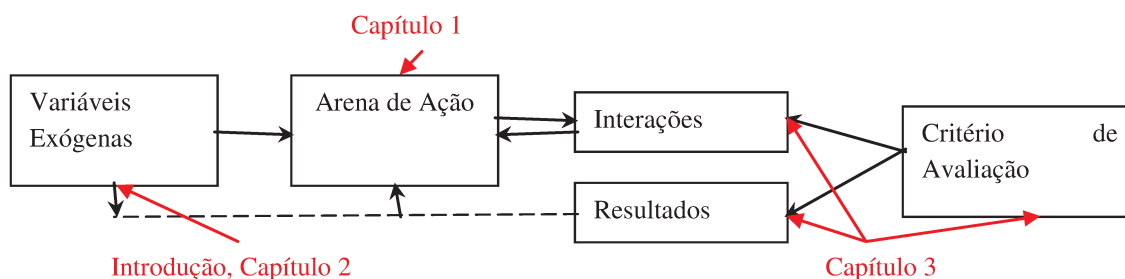 Capítulo 1
Variáveis
Exógenas
Arena de Ação
Interações
Critério de
Avaliação
Resultados
Introdução, Capítulo 2
Capítulo 3